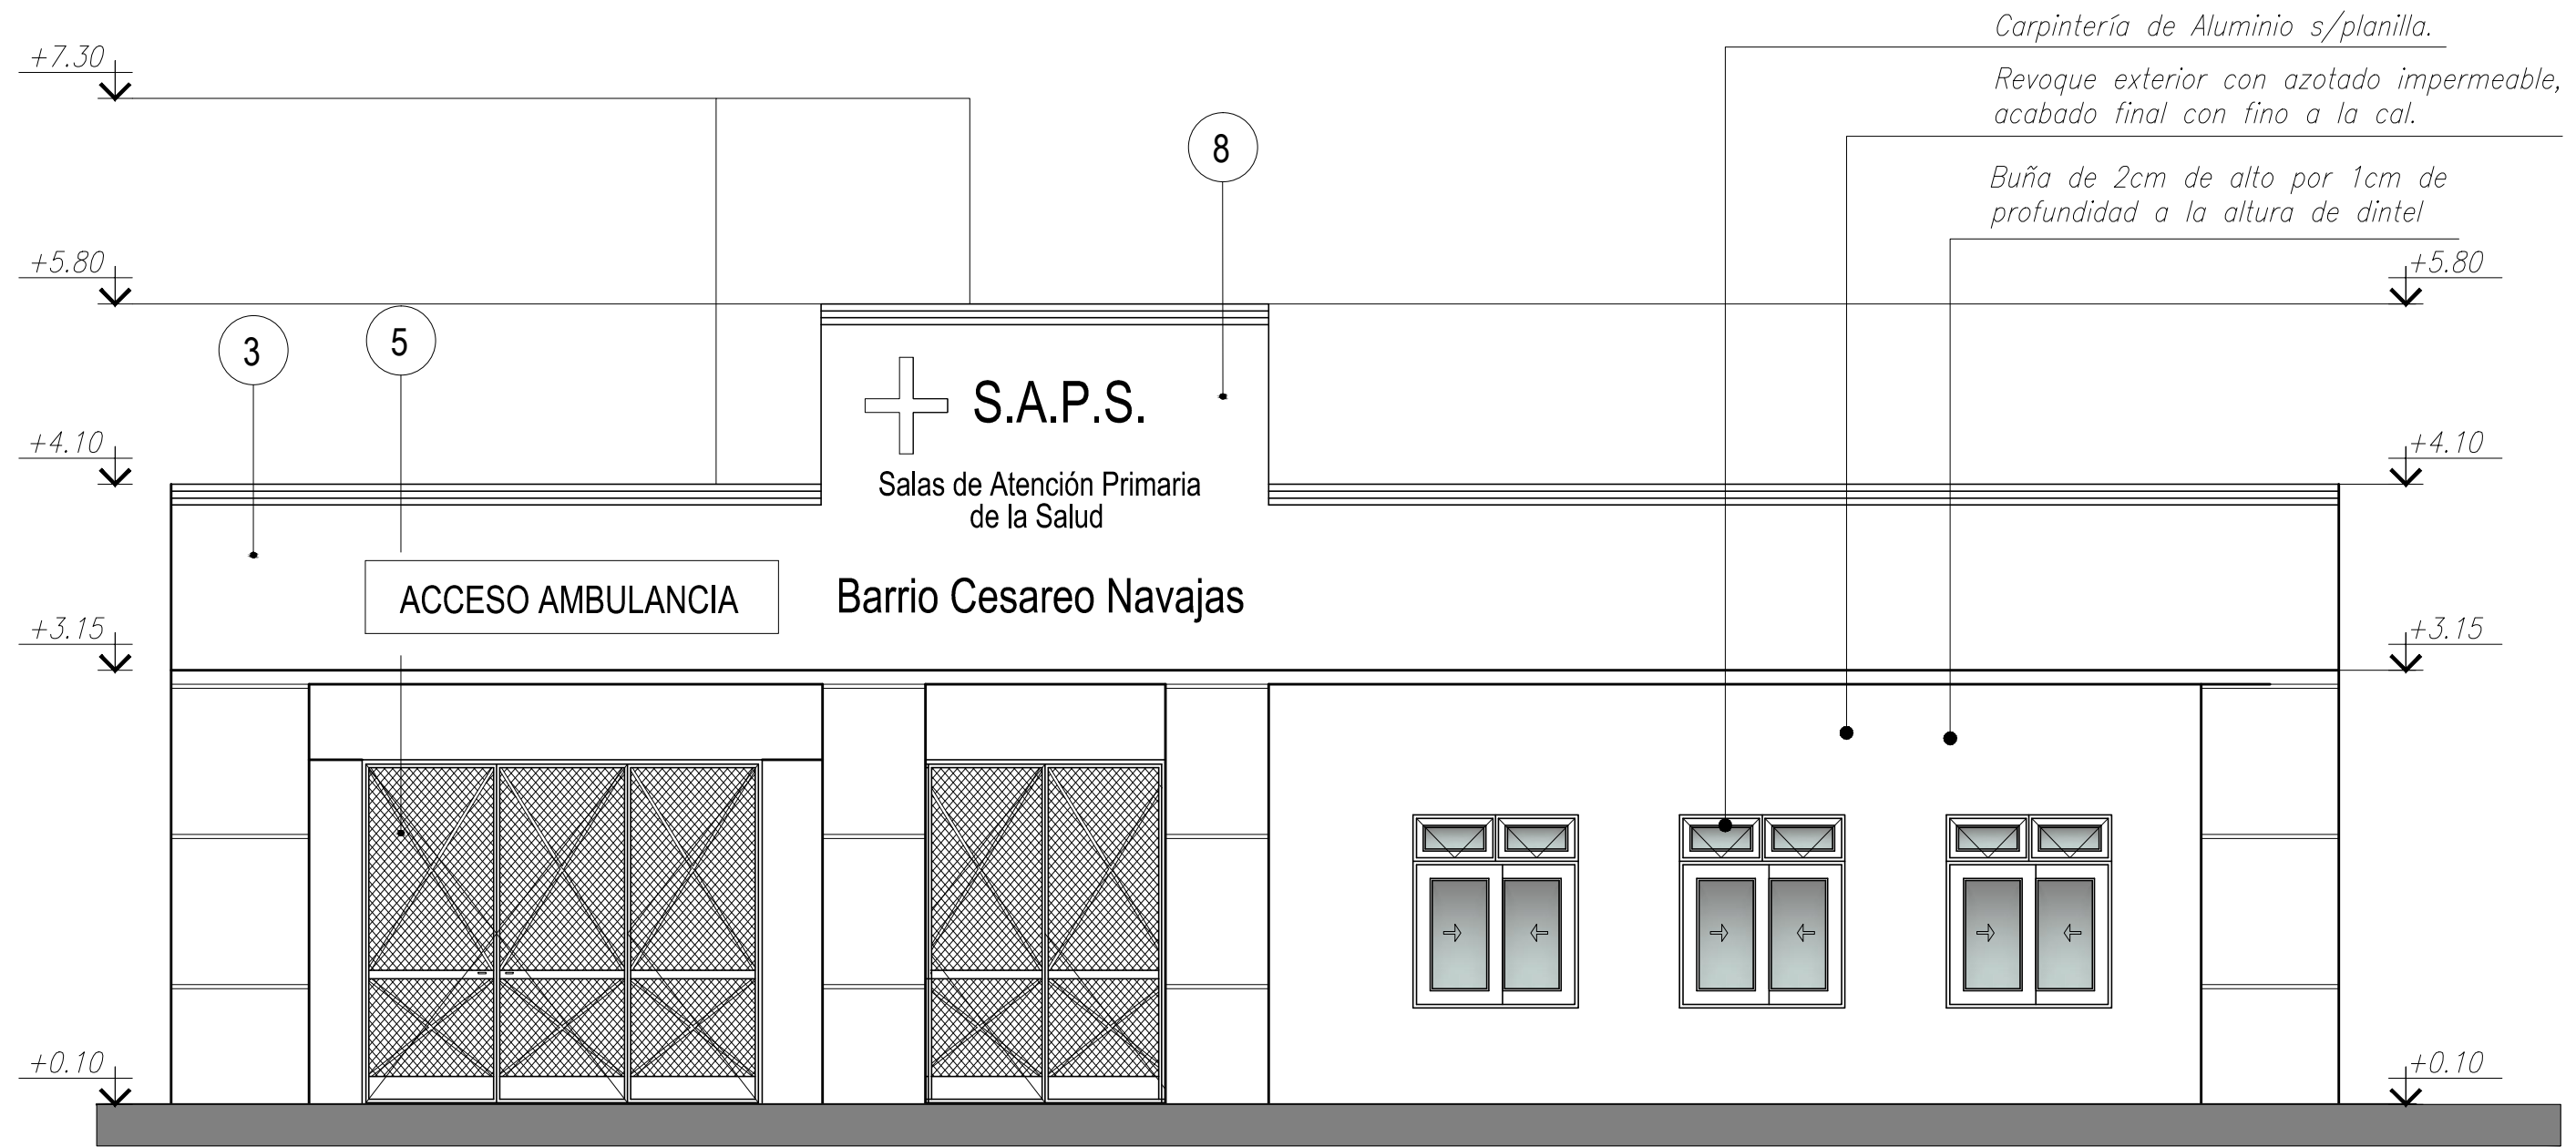 Carpintería de Aluminio s/planilla.
+7.30
Revoque exterior con azotado impermeable,
acabado final con fino a la cal.
8
Buña de 2cm de alto por 1cm de
profundidad a la altura de dintel
+5.80
+5.80
3
5
S.A.P.S.
+4.10
+4.10
Salas de Atención Primaria
de la Salud
ACCESO AMBULANCIA
Barrio Cesareo Navajas
+3.15
+3.15
+0.10
+0.10